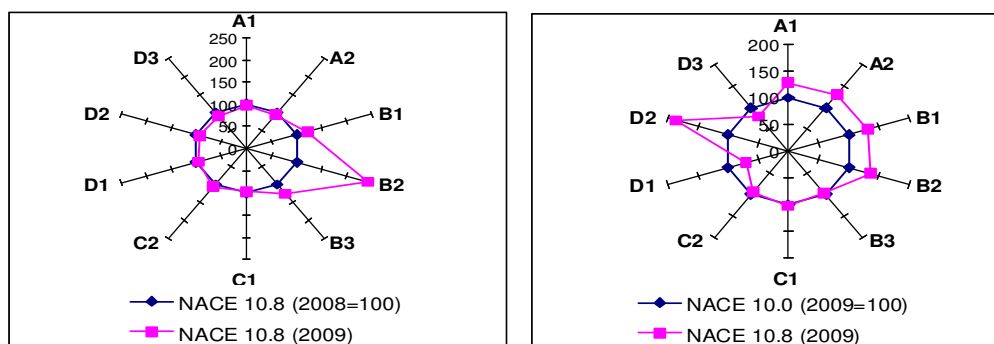 A1
250
200
150
100
50
0
A2
B1
B2
B3
C1
C2
D1
D2
D3
NACE 10.8 (2008=100)
NACE 10.8 (2009)
A1
200
150
100
50
0
A2
B1
B2
B3
C1
C2
D1
D2
D3
NACE 10.0 (2009=100)
NACE 10.8 (2009)